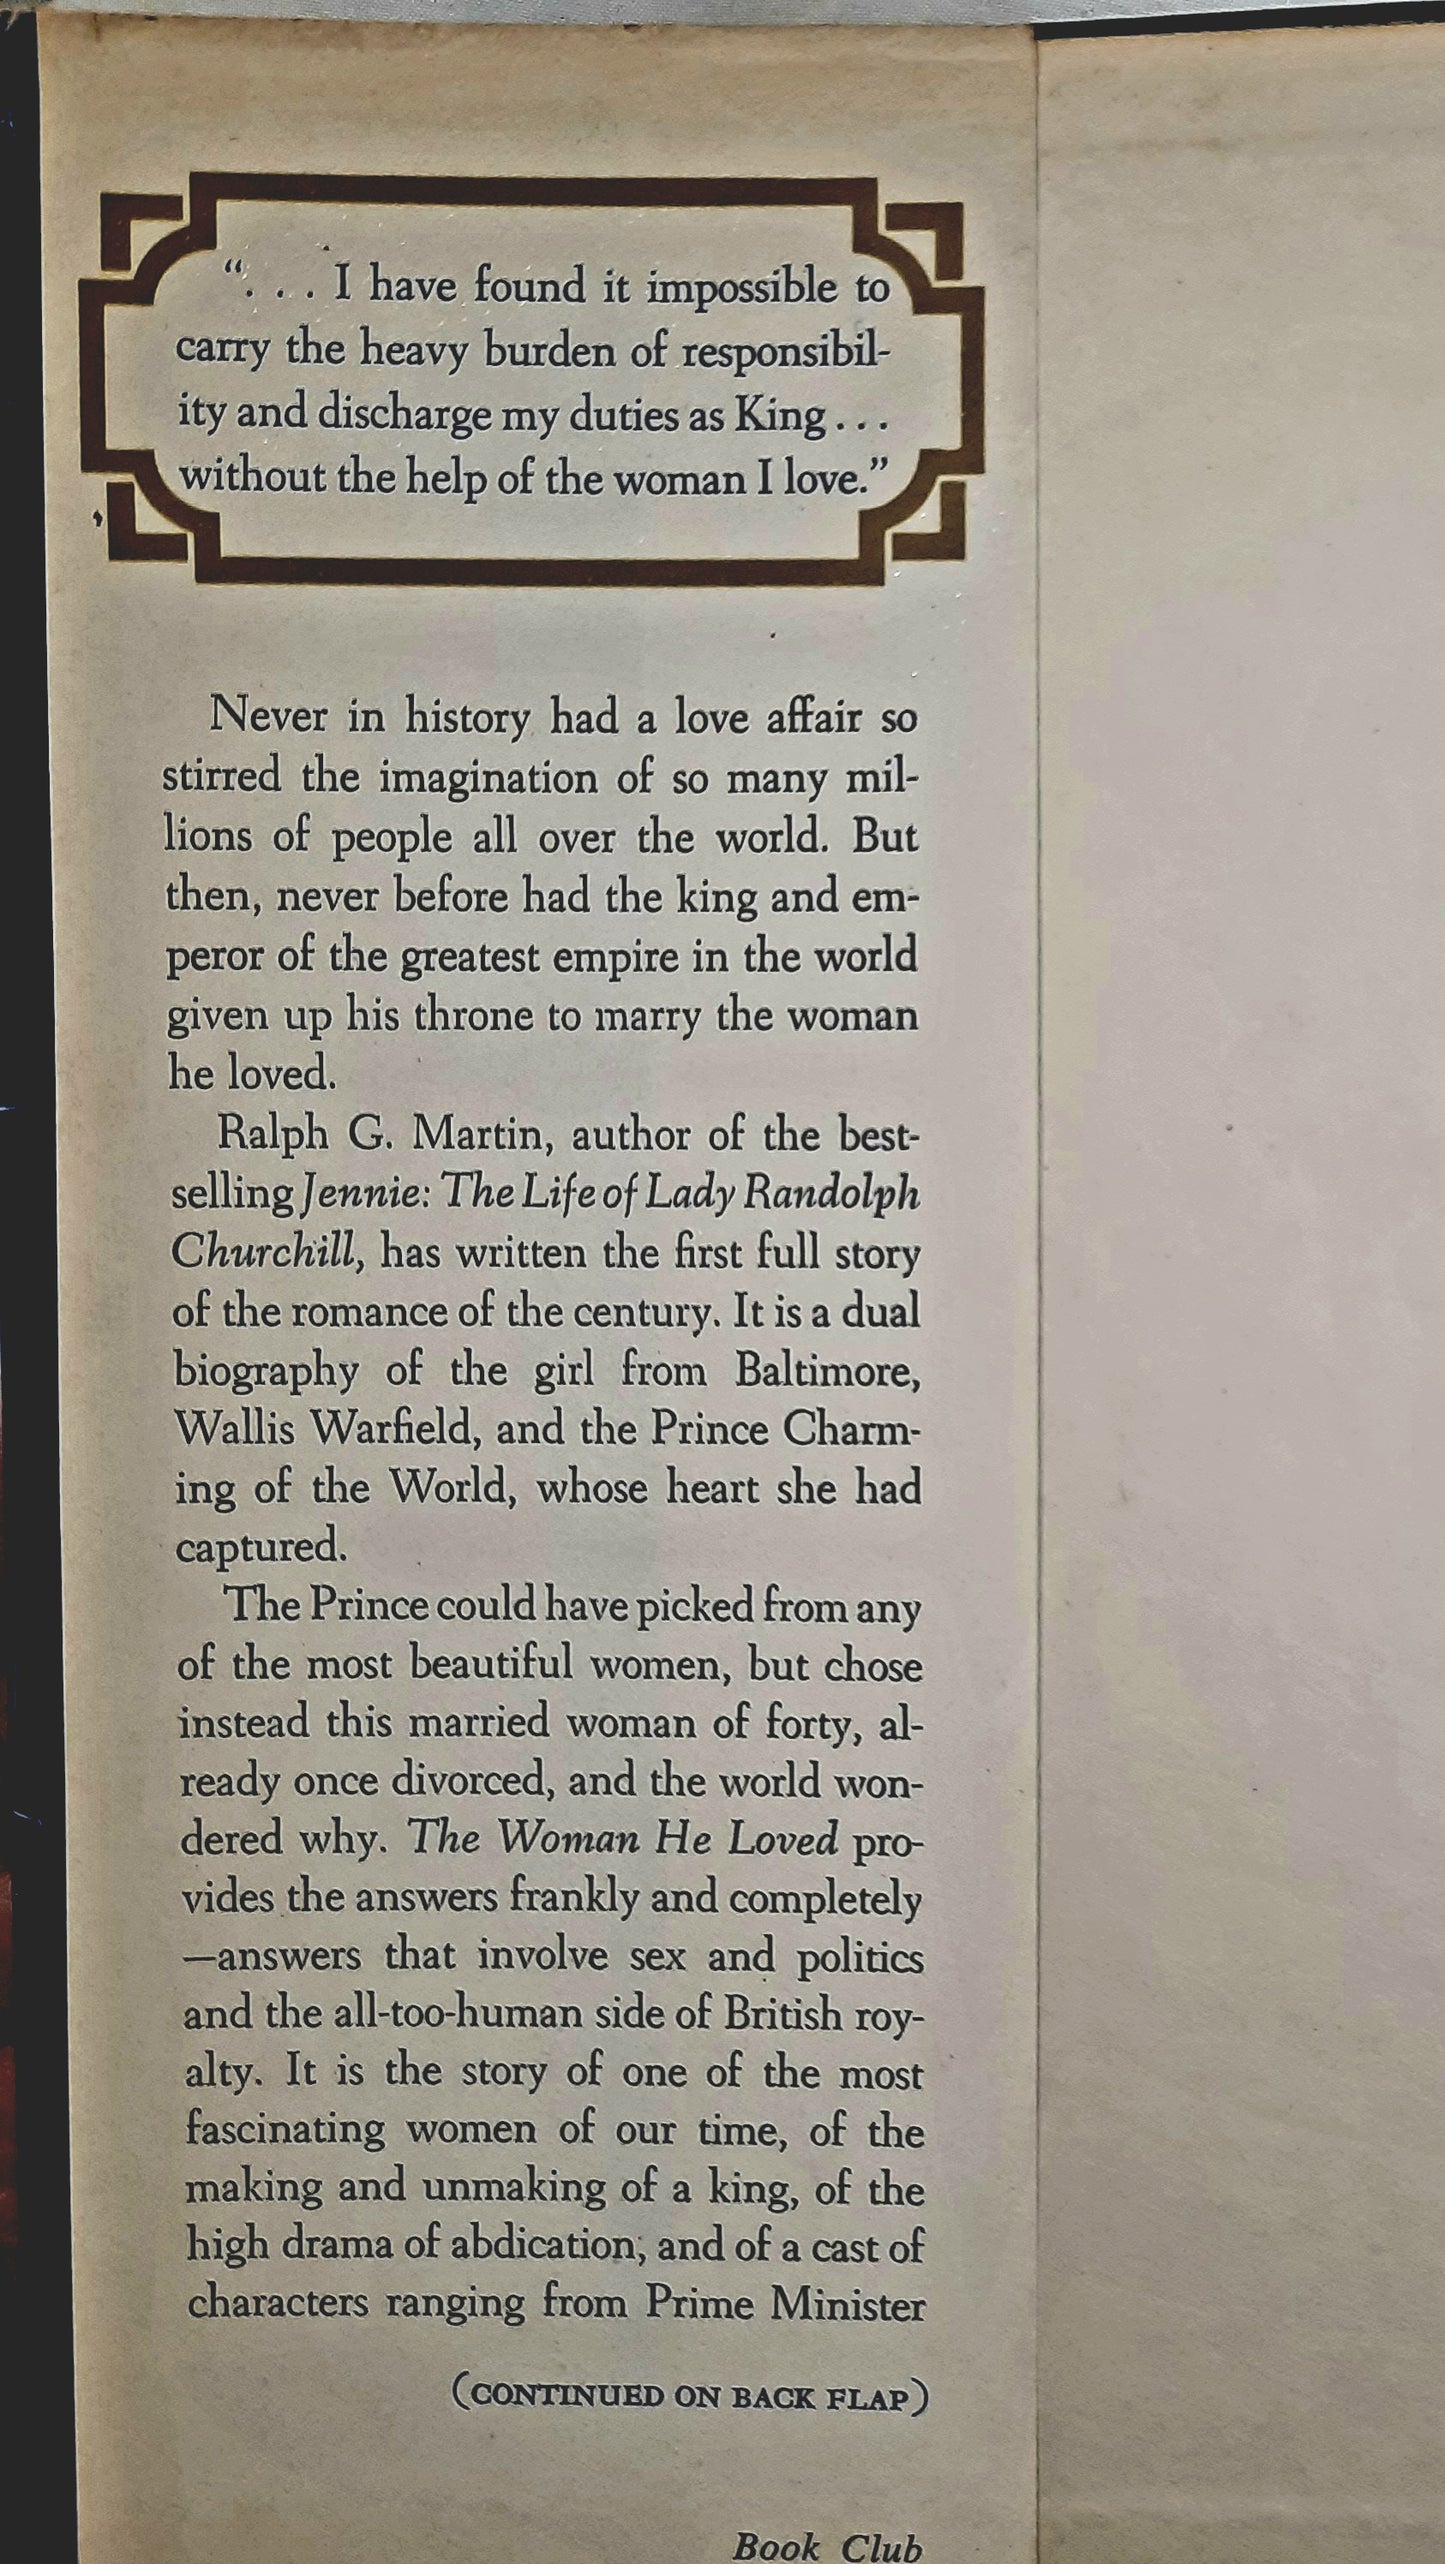 “. . . I have found it impossible to
carry the heavy burden of responsibil-
ity and discharge my duties as King . . .
without the help of the woman I love.”
Never in history had a love affair so
stirred the imagination of so many mil-
lions of people all over the world. But
then, never before had the king and em-
peror of the greatest empire in the world
given up his throne to marry the woman
he loved.
Ralph G. Martin, author of the best-
selling Jennie: The Life of Lady Randolph
Churchill, has written the first full story
of the romance of the century. It is a dual
biography of the girl from Baltimore,
Wallis Warfield, and the Prince Charm-
ing of the World, whose heart she had
captured.
The Prince could have picked from any
of the most beautiful women, but chose
instead this married woman of forty, al-
ready once divorced, and the world won-
dered why. The Woman He Loved pro-
vides the answers frankly and completely
—answers that involve sex and politics
and the all-too-human side of British roy-
alty. It is the story of one of the most
fascinating women of our time, of the
making and unmaking of a king, of the
high drama of abdication, and of a cast of
characters ranging from Prime Minister
(CONTINUED ON BACK FLAP)
Book Club